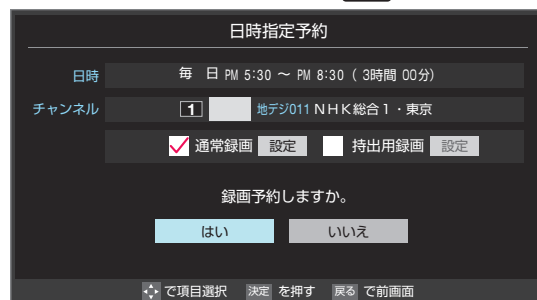 日時指定予約
日時 毎 日 PM 5:30 ～ PM 8:30 ( 3時間 00分)
チャンネル 1 地デジ011 ＮＨＫ総合１・東京
通常録画 設定 持出用録画 設定
録画予約しますか。
はい いいえ
で項目選択 決定 を押す 戻る で前画面